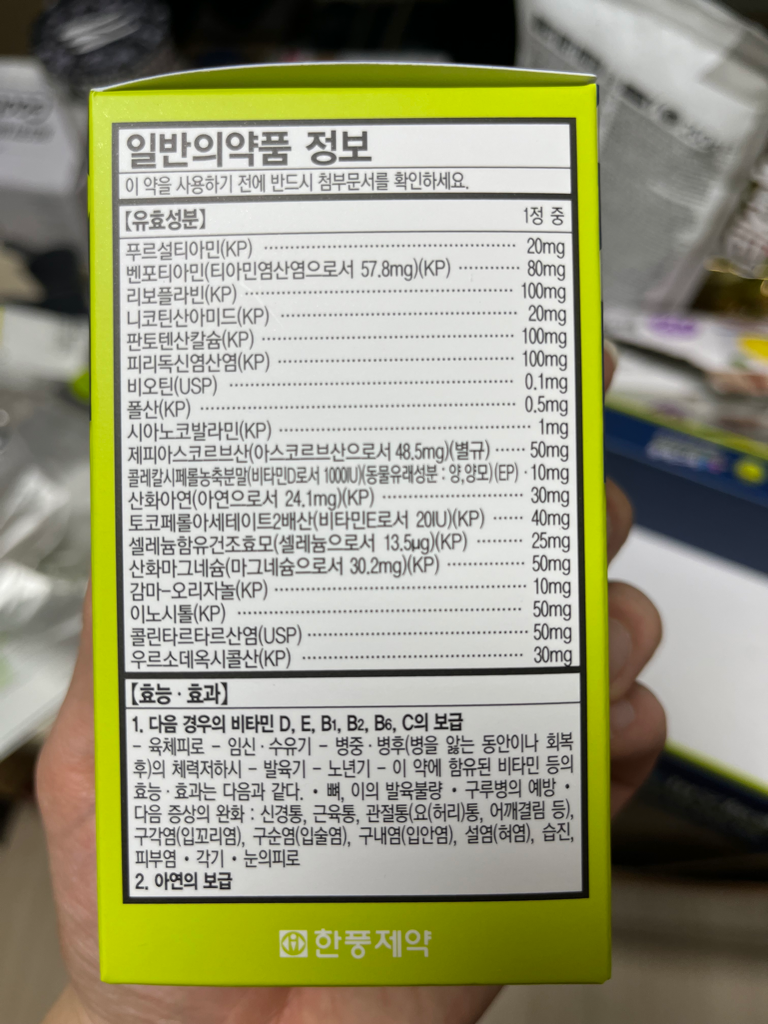 일반의약품 정보
이 약을 사용하기 전에 반드시 첨부문서를 확인하세요.
【유효성분】 1정 중
푸르설티아민(KP) 20mg
벤포티아민(티아민염산염으로서 57.8mg)(KP) 80mg
리보플라빈(KP) 100mg
니코틴산아미드(KP) 20mg
판토텐산칼슘(KP) 100mg
피리독신염산염(KP) 100mg
비오틴(USP) 0.1mg
폴산(KP) 0.5mg
시아노코발라민(KP) 1mg
제피아스코르브산(아스코르브산으로서 48.5mg)(별규) 50mg
콜레칼시페롤농축분말(비타민D로서 1000IU)(동물유래성분 : 양,양모)(EP) 10mg
산화아연(아연으로서 24.1mg)(KP) 30mg
토코페롤아세테이트2배산(비타민E로서 20IU)(KP) 40mg
셀레늄함유건조효모(셀레늄으로서 13.5μg)(KP) 25mg
산화마그네슘(마그네슘으로서 30.2mg)(KP) 50mg
감마-오리자놀(KP) 10mg
이노시톨(KP) 50mg
콜린타르타르산염(USP) 50mg
우르소데옥시콜산(KP) 30mg
【효능·효과】
1. 다음 경우의 비타민 D, E, B1, B2, B6, C의 보급
- 육체피로 - 임신·수유기 - 병중·병후(병을 앓는 동안이나 회복
후)의 체력저하시 - 발육기 - 노년기 - 이 약에 함유된 비타민 등의
효능·효과는 다음과 같다. • 뼈, 이의 발육불량 • 구루병의 예방 •
다음 증상의 완화 : 신경통, 근육통, 관절통(요(허리)통, 어깨결림 등),
구각염(입꼬리염), 구순염(입술염), 구내염(입안염), 설염(혀염), 습진,
피부염 • 각기 • 눈의피로
2. 아연의 보급
한풍제약